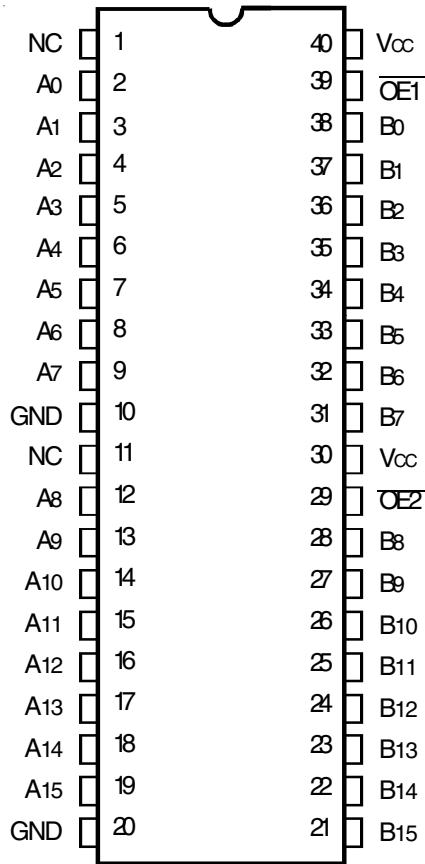 NC 1 40 VCC
A0 2 39 OE1
A1 3 38 B0
A2 4 37 B1
A3 5 36 B2
A4 6 35 B3
A5 7 34 B4
A6 8 33 B5
A7 9 32 B6
GND 10 31 B7
NC 11 30 VCC
A8 12 29 OE2
A9 13 28 B8
A10 14 27 B9
A11 15 26 B10
A12 16 25 B11
A13 17 24 B12
A14 18 23 B13
A15 19 22 B14
GND 20 21 B15